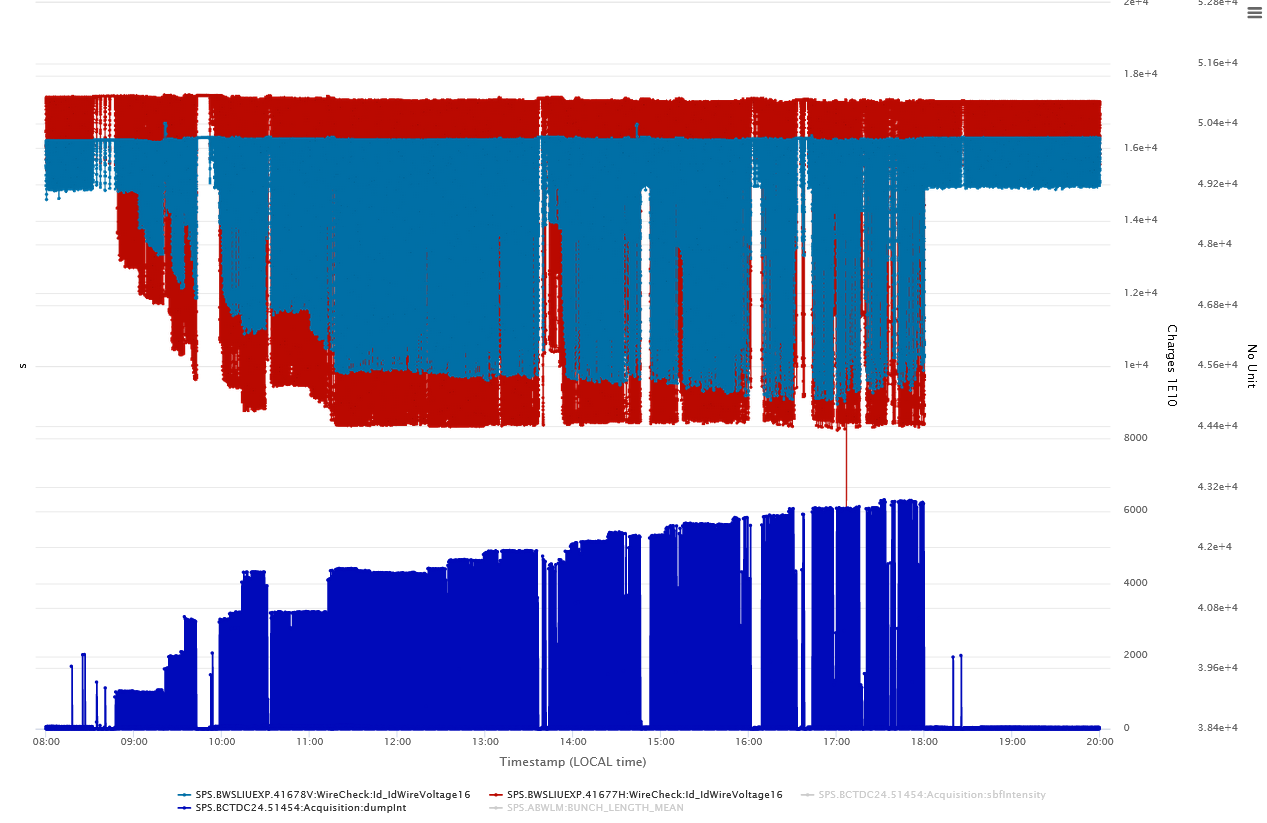 2e+4 5.28e+4
5.16e+4
1.8e+4
5.04e+4
1.6e+4
4.92e+4
1.4e+4
4.8e+4
1.2e+4
4.68e+4
s 1e+4 Charges 1E10 4.56e+4 No Unit
4.44e+4
8000
4.32e+4
6000
4.2e+4
4000
4.08e+4
2000
3.96e+4
0 3.84e+4
08:00 09:00 10:00 11:00 12:00 13:00 14:00 15:00 16:00 17:00 18:00 19:00 20:00
Timestamp (LOCAL time)
SPS.BWSLIUEXP.41678V:WireCheck:Id_IdWireVoltage16 SPS.BWSLIUEXP.41677H:WireCheck:Id_IdWireVoltage16 SPS.BCTDC24.51454:Acquisition:sbfIntensity
SPS.BCTDC24.51454:Acquisition:dumpInt SPS.ABWLM:BUNCH_LENGTH_MEAN